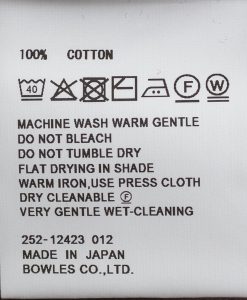 100% COTTON
40 F W
MACHINE WASH WARM GENTLE
DO NOT BLEACH
DO NOT TUMBLE DRY
FLAT DRYING IN SHADE
WARM IRON,USE PRESS CLOTH
DRY CLEANABLE Ⓕ
VERY GENTLE WET-CLEANING
252-12423 012
MADE IN JAPAN
BOWLES CO.,LTD.